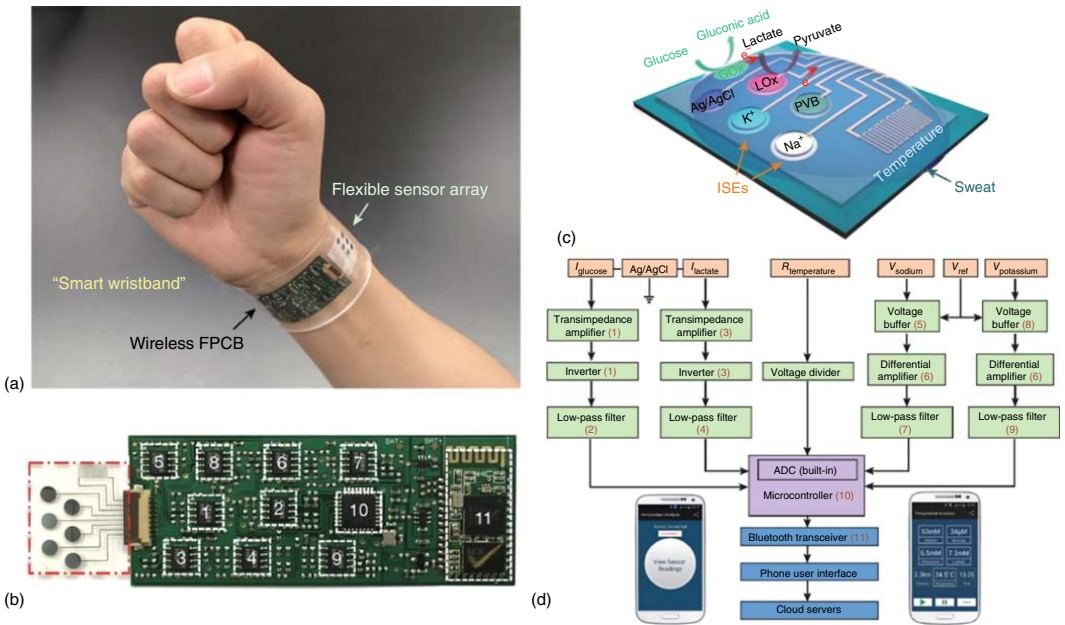 Flexible sensor array
“Smart wristband”
Wireless FPCB
(a)
BAT
BAT
5
8
6
7
1
2
10
11
3
4
9
(b)
Gluconic acid
Glucose
Lactate
Pyruvate
e-
GOx
LOx
e-
Ag/AgCl
PVB
K+
Na+
Temperature
ISEs
Sweat
(c)
Iglucose
Ag/AgCl
Ilactate
Rtemperature
Vsodium
Vref
Vpotassium
Transimpedance
amplifier (1)
Transimpedance
amplifier (3)
Voltage
buffer (5)
Voltage
buffer (8)
Inverter (1)
Inverter (3)
Voltage divider
Differential
amplifier (6)
Differential
amplifier (6)
Low-pass filter
(2)
Low-pass filter
(4)
Low-pass filter
(7)
Low-pass filter
(9)
ADC (built-in)
Microcontroller (10)
Bluetooth transceiver (11)
Phone user interface
Cloud servers
View Sensor
Readings
34.5°C
(d)